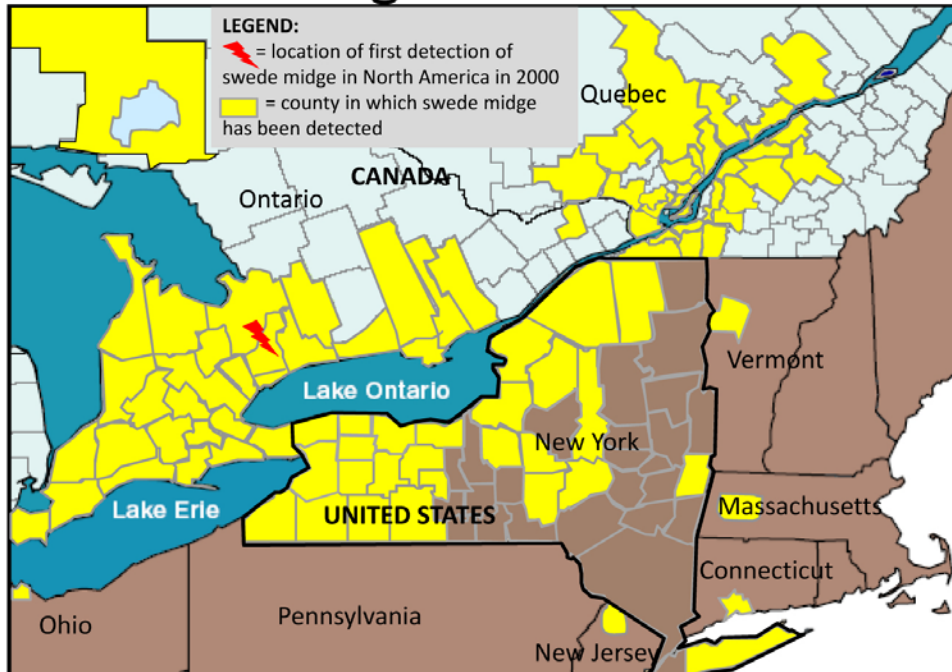 LEGEND:
= location of first detection of
swede midge in North America in 2000
= county in which swede midge
has been detected
Quebec
CANADA
Ontario
Lake Ontario
Vermont
New York
Lake Erie
UNITED STATES
Massachusetts
Connecticut
Ohio
Pennsylvania
New Jersey